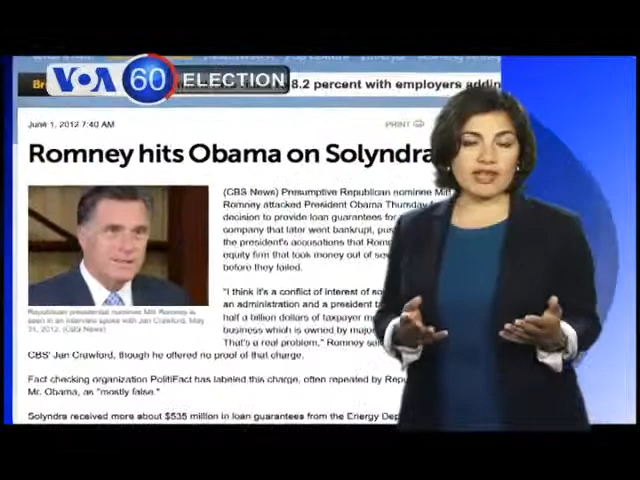 VOA 60 ELECTION
8.2 percent with employers adding
June 1, 2012 7:40 AM
PRINT
Romney hits Obama on Solyndra
(CBS News) Presumptive Republican nominee Mitt
Romney attacked President Obama Thursday
decision to provide loan guarantees for
company that later went bankrupt,
the president's accusations that
equity firm that took money out of
before they failed.
"I think it's a conflict of interest of
an administration and a president
half a billion dollars of taxpayer
business which is owned by major
That's a real problem," Romney
CBS' Jan Crawford, though he offered no proof of that charge.
Republican presidential nominee Mitt Romney is
seen in an interview spoke with Jan Crawford, May
31, 2012. (CBS News)
Fact checking organization PolitiFact has labeled this charge, often repeated by
Mr. Obama, as "mostly false."
Solyndra received more about $535 million in loan guarantees from the Energy